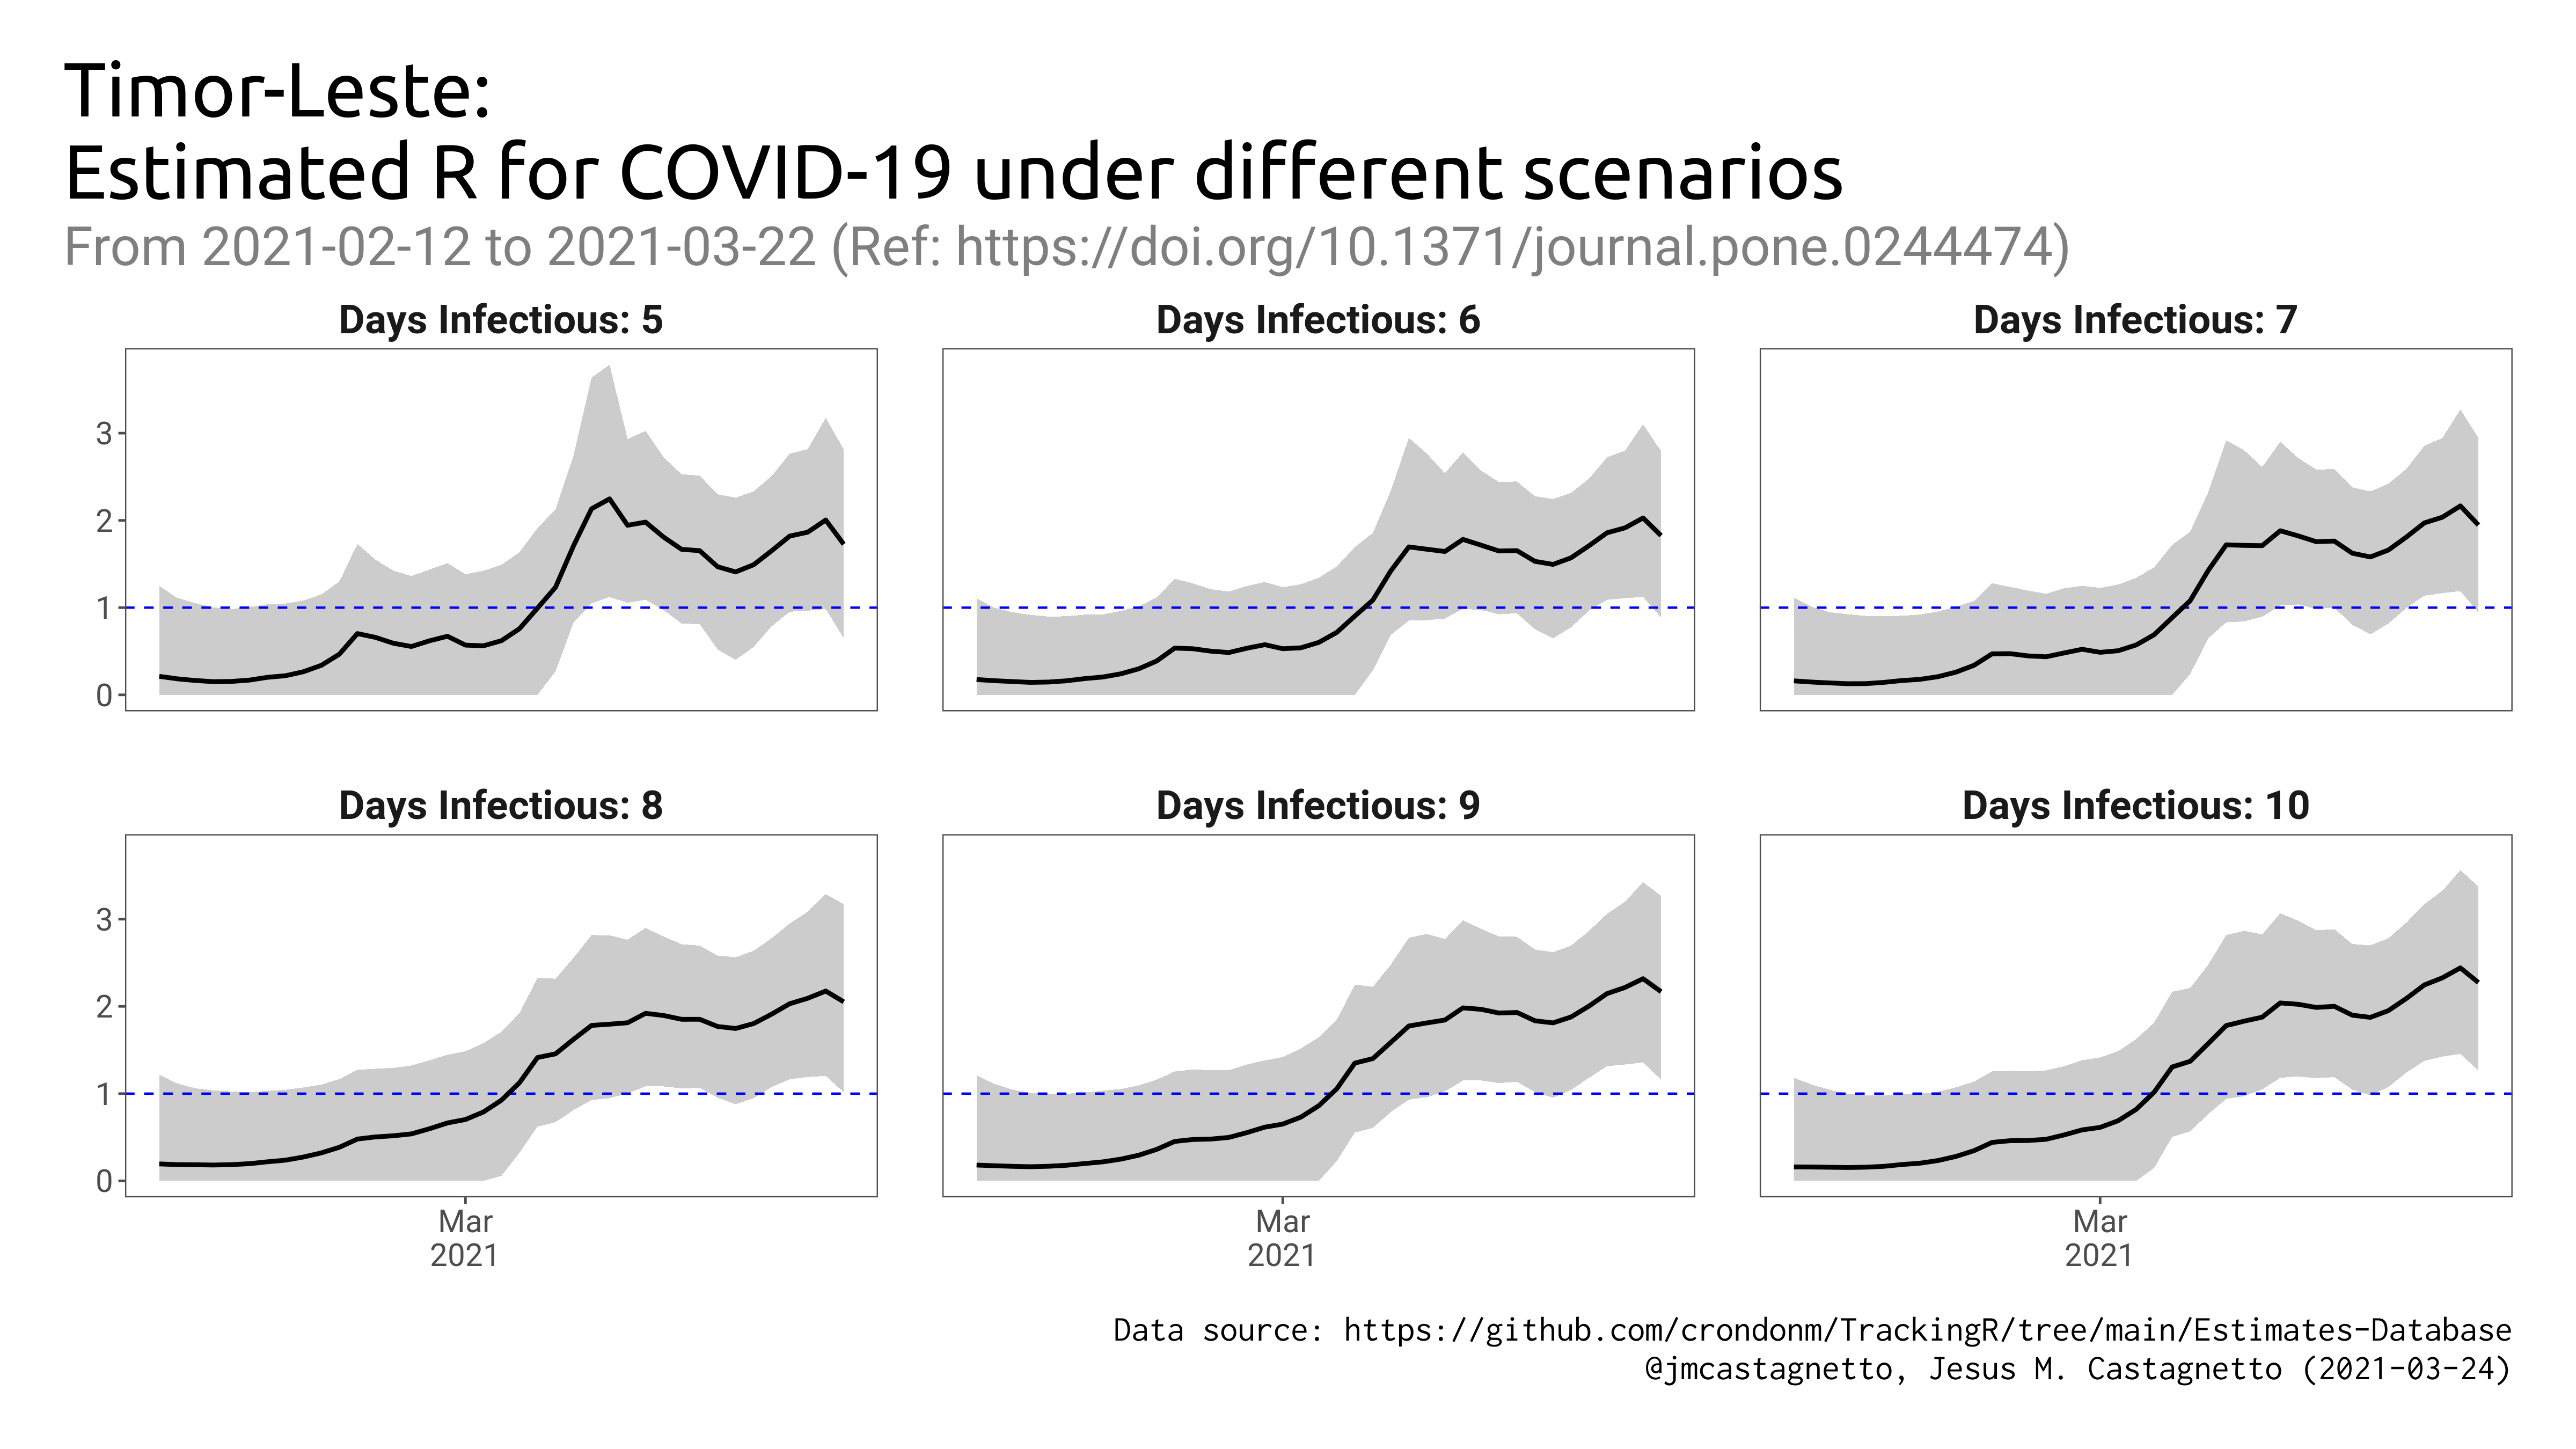 Timor-Leste:
Estimated R for COVID-19 under different scenarios
From 2021-02-12 to 2021-03-22 (Ref: https://doi.org/10.1371/journal.pone.0244474)
Days Infectious: 5
Days Infectious: 6
Days Infectious: 7
3
2
1
0
Days Infectious: 8
Days Infectious: 9
Days Infectious: 10
3
2
1
0
Mar
2021
Mar
2021
Mar
2021
Data source: https://github.com/crondonm/TrackingR/tree/main/Estimates-Database
@jmcastagnetto, Jesus M. Castagnetto (2021-03-24)